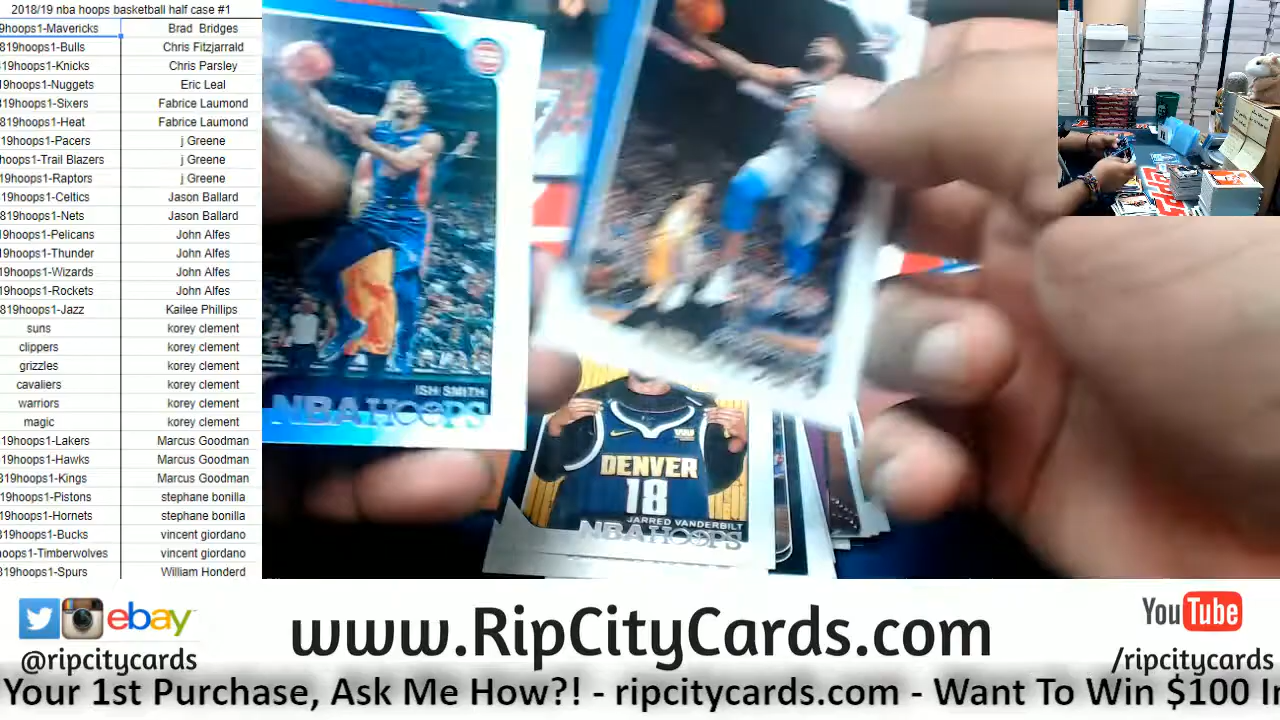 2018/19 nba hoops basketball half case #1
9hoops1-Mavericks Brad Bridges
819hoops1-Bulls Chris Fitzjarrald
819hoops1-Knicks Chris Parsley
19hoops1-Nuggets Eric Leal
819hoops1-Sixers Fabrice Laumond
819hoops1-Heat Fabrice Laumond
819hoops1-Pacers j Greene
hoops1-Trail Blazers j Greene
19hoops1-Raptors j Greene
819hoops1-Celtics Jason Ballard
819hoops1-Nets Jason Ballard
19hoops1-Pelicans John Alfes
19hoops1-Thunder John Alfes
19hoops1-Wizards John Alfes
19hoops1-Rockets John Alfes
819hoops1-Jazz Kailee Phillips
suns korey clement
clippers korey clement
grizzles korey clement
cavaliers korey clement
warriors korey clement
magic korey clement
19hoops1-Lakers Marcus Goodman
19hoops1-Hawks Marcus Goodman
819hoops1-Kings Marcus Goodman
19hoops1-Pistons stephane bonilla
19hoops1-Hornets stephane bonilla
819hoops1-Bucks vincent giordano
hoops1-Timberwolves vincent giordano
819hoops1-Spurs William Honderd
ISH SMITH
NBA HOOPS
DENVER
18
JARRED VANDERBILT
NBA HOOPS
ebay
@ripcitycards
www.RipCityCards.com
YouTube
/ripcitycards
Your 1st Purchase, Ask Me How?! - ripcitycards.com - Want To Win $100 In